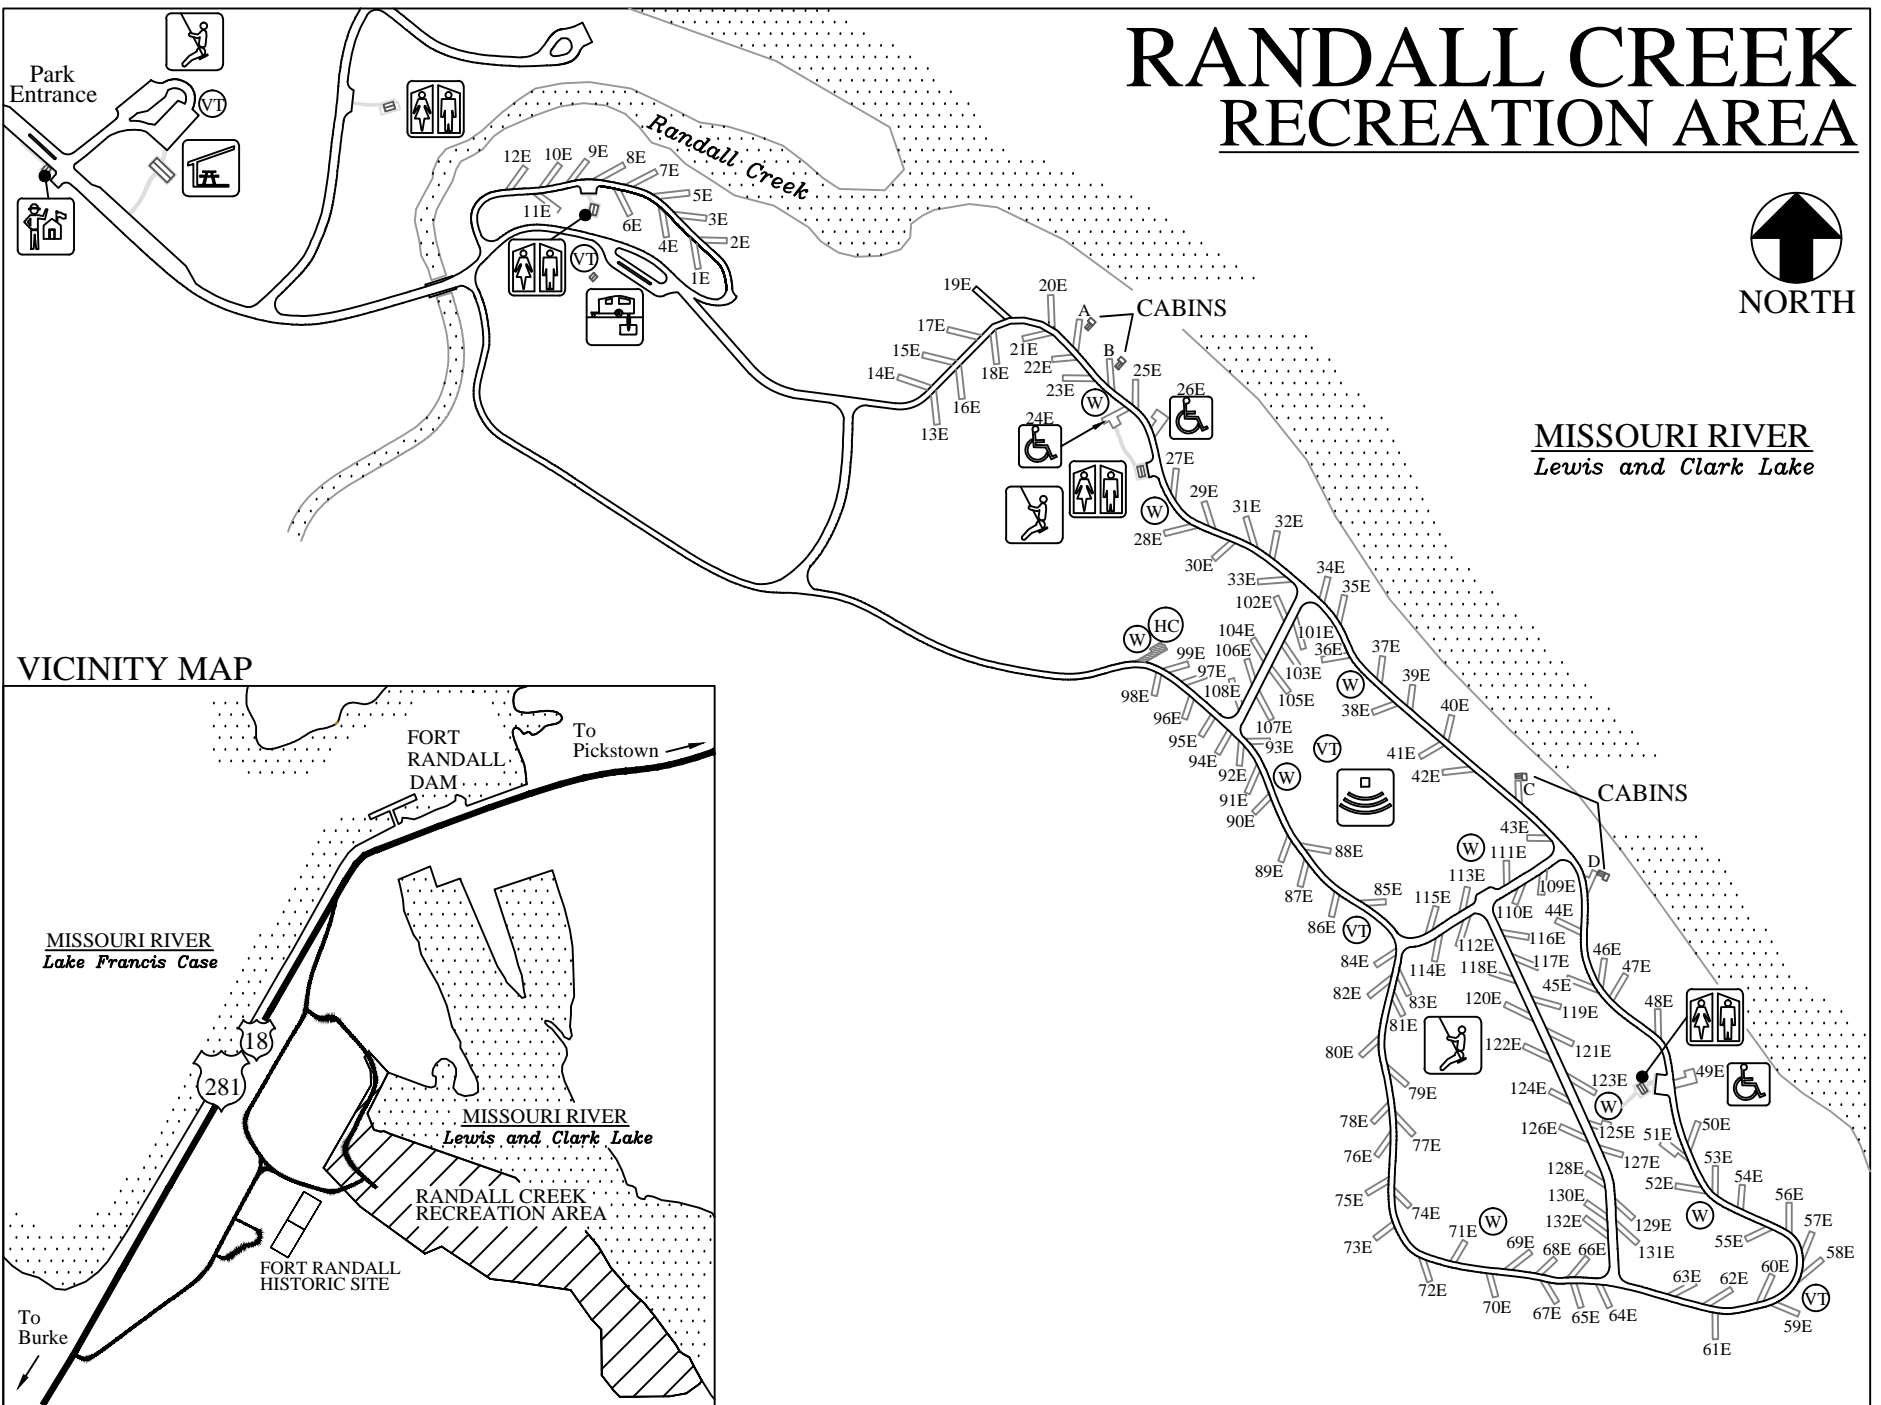 RANDALL CREEK
RECREATION AREA
Park
Entrance
VT
Randall Creek
12E
10E
9E
8E
7E
5E
3E
2E
11E
6E
4E
1E
VT
NORTH
MISSOURI RIVER
Lewis and Clark Lake
19E
20E
A
CABINS
17E
21E
B
15E
18E
22E
25E
14E
23E
26E
16E
W
13E
24E
27E
W
29E
28E
31E
32E
30E
33E
34E
35E
102E
HC
W
104E
101E
99E
106E
36E
37E
97E
103E
98E
108E
105E
W
39E
96E
38E
40E
107E
95E
93E
VT
94E
41E
92E
W
42E
91E
C
CABINS
90E
43E
W
88E
111E
89E
D
113E
109E
87E
85E
115E
110E
44E
86E
VT
116E
112E
46E
84E
114E
118E
117E
47E
82E
83E
120E
45E
48E
81E
119E
80E
122E
121E
79E
124E
123E
49E
78E
W
77E
126E
125E
51E
50E
76E
127E
53E
128E
52E
54E
75E
130E
56E
74E
71E
W
132E
129E
W
57E
73E
69E
68E
66E
131E
55E
58E
60E
72E
63E
62E
VT
70E
67E
65E
64E
59E
61E
VICINITY MAP
FORT
RANDALL
DAM
To
Pickstown
MISSOURI RIVER
Lake Francis Case
18
281
MISSOURI RIVER
Lewis and Clark Lake
RANDALL CREEK
RECREATION AREA
FORT RANDALL
HISTORIC SITE
To
Burke